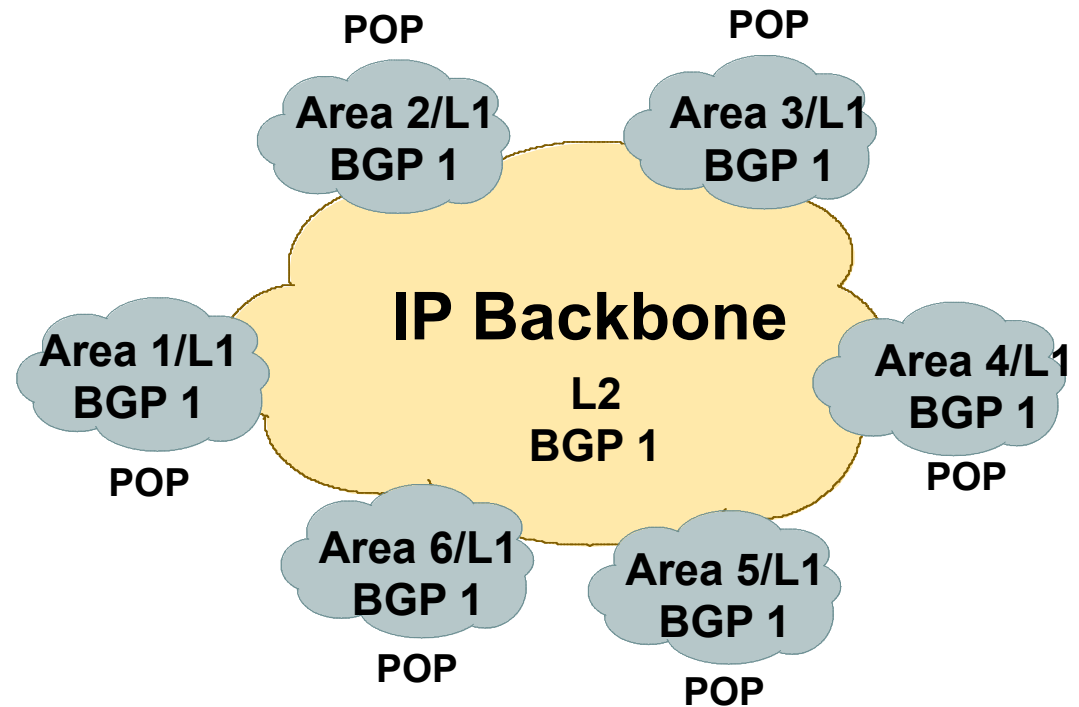 POP
Area 2/L1
BGP 1
POP
Area 3/L1
BGP 1
IP Backbone
L2
BGP 1
Area 1/L1
BGP 1
POP
Area 4/L1
BGP 1
POP
Area 6/L1
BGP 1
POP
Area 5/L1
BGP 1
POP